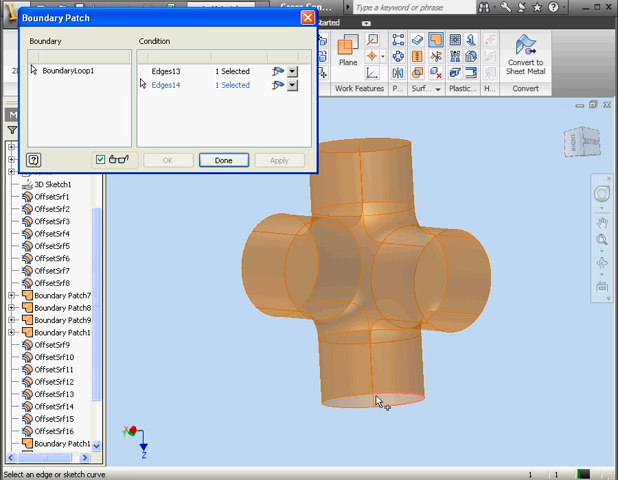 Boundary Patch
Type a keyword or phrase
Started
Boundary
Condition
BoundaryLoop1
Edges13 1 Selected
Edges14 1 Selected
OK
Done
Apply
Plane
Work Features
P...
Surf...
Plastic...
H...
Convert to
Sheet Metal
Convert
3D Sketch1
OffsetSrf1
OffsetSrf2
OffsetSrf3
OffsetSrf4
OffsetSrf5
OffsetSrf6
OffsetSrf7
OffsetSrf8
Boundary Patch7
Boundary Patch8
Boundary Patch9
Boundary Patch1
OffsetSrf9
OffsetSrf10
OffsetSrf11
OffsetSrf12
OffsetSrf13
OffsetSrf14
OffsetSrf15
OffsetSrf16
Boundary Patch1
Z
Select an edge or sketch curve
1 1